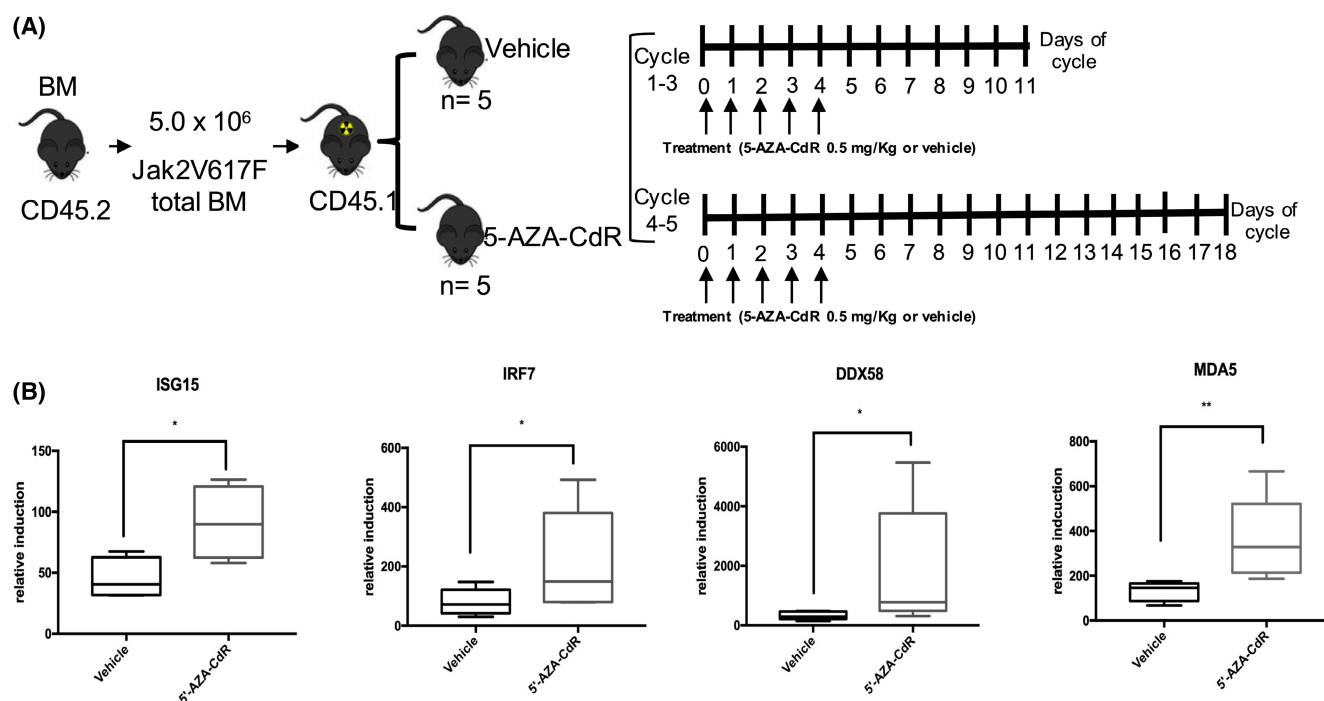 (A)
BM
CD45.2
5.0 x 10⁶
Jak2V617F
total BM
CD45.1
Vehicle
n= 5
5-AZA-CdR
n= 5
Cycle
1-3
0 1 2 3 4 5 6 7 8 9 10 11
Days of
cycle
Treatment (5-AZA-CdR 0.5 mg/Kg or vehicle)
Cycle
4-5
0 1 2 3 4 5 6 7 8 9 10 11 12 13 14 15 16 17 18
Days of
cycle
Treatment (5-AZA-CdR 0.5 mg/Kg or vehicle)
(B)
ISG15
*
relative induction
150
100
50
0
Vehicle
5'-AZA-CdR
IRF7
*
relative induction
600
400
200
0
Vehicle
5'-AZA-CdR
DDX58
*
relative induction
6000
4000
2000
0
Vehicle
5'-AZA-CdR
MDA5
**
relative indcuction
800
600
400
200
0
Vehicle
5'-AZA-CdR